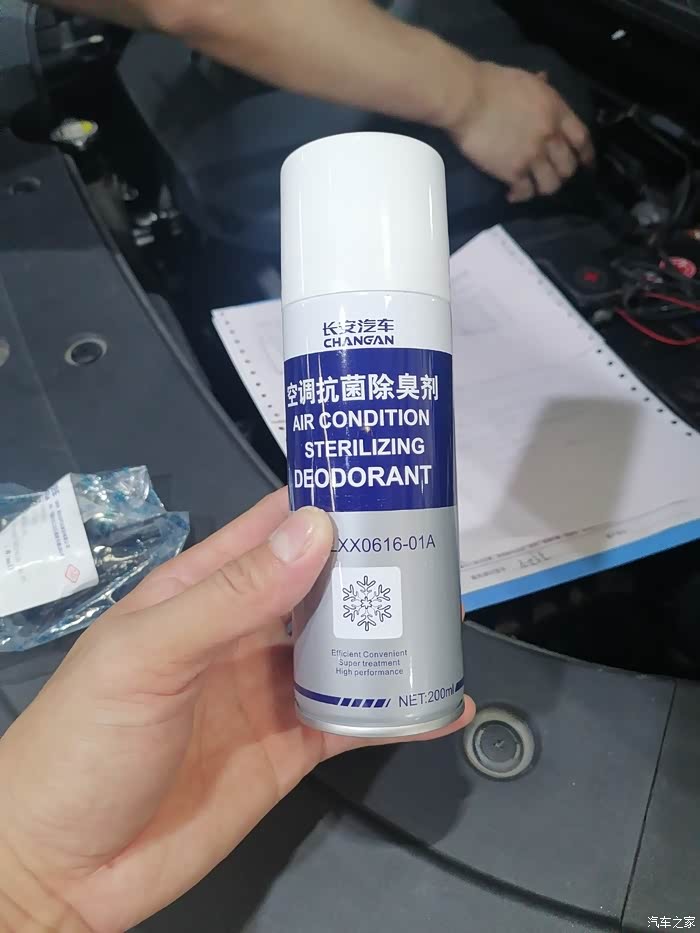 长安汽车
CHANGAN
空调抗菌除臭剂
AIR CONDITION
STERILIZING
DEODORANT
XX0616-01A
Efficient Convenient
Super treatment
High performance
NET:200ml
汽车之家